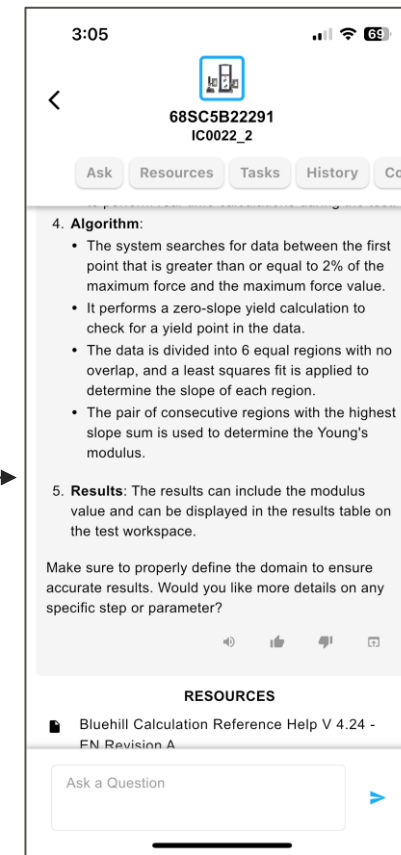 3:05
69
68SC5B22291
IC0022_2
Ask Resources Tasks History Co
4. Algorithm:
• The system searches for data between the first
point that is greater than or equal to 2% of the
maximum force and the maximum force value.
• It performs a zero-slope yield calculation to
check for a yield point in the data.
• The data is divided into 6 equal regions with no
overlap, and a least squares fit is applied to
determine the slope of each region.
• The pair of consecutive regions with the highest
slope sum is used to determine the Young's
modulus.
5. Results: The results can include the modulus
value and can be displayed in the results table on
the test workspace.
Make sure to properly define the domain to ensure
accurate results. Would you like more details on any
specific step or parameter?
RESOURCES
Bluehill Calculation Reference Help V 4.24 -
EN Revision A
Ask a Question